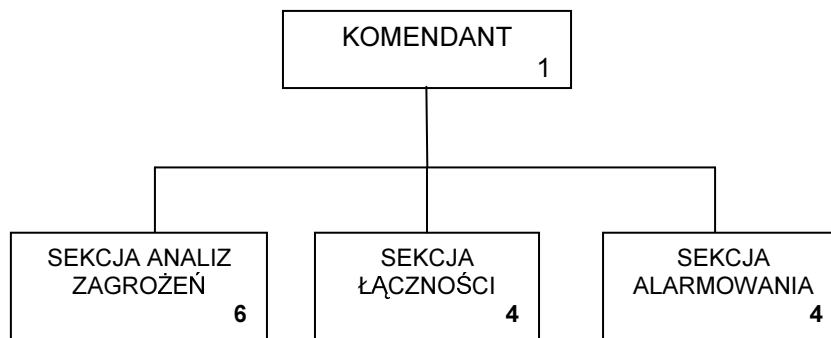 KOMENDANT
1
SEKCJA ANALIZ
ZAGROŻEŃ
6
SEKCJA
ŁĄCZNOŚCI
4
SEKCJA
ALARMOWANIA
4